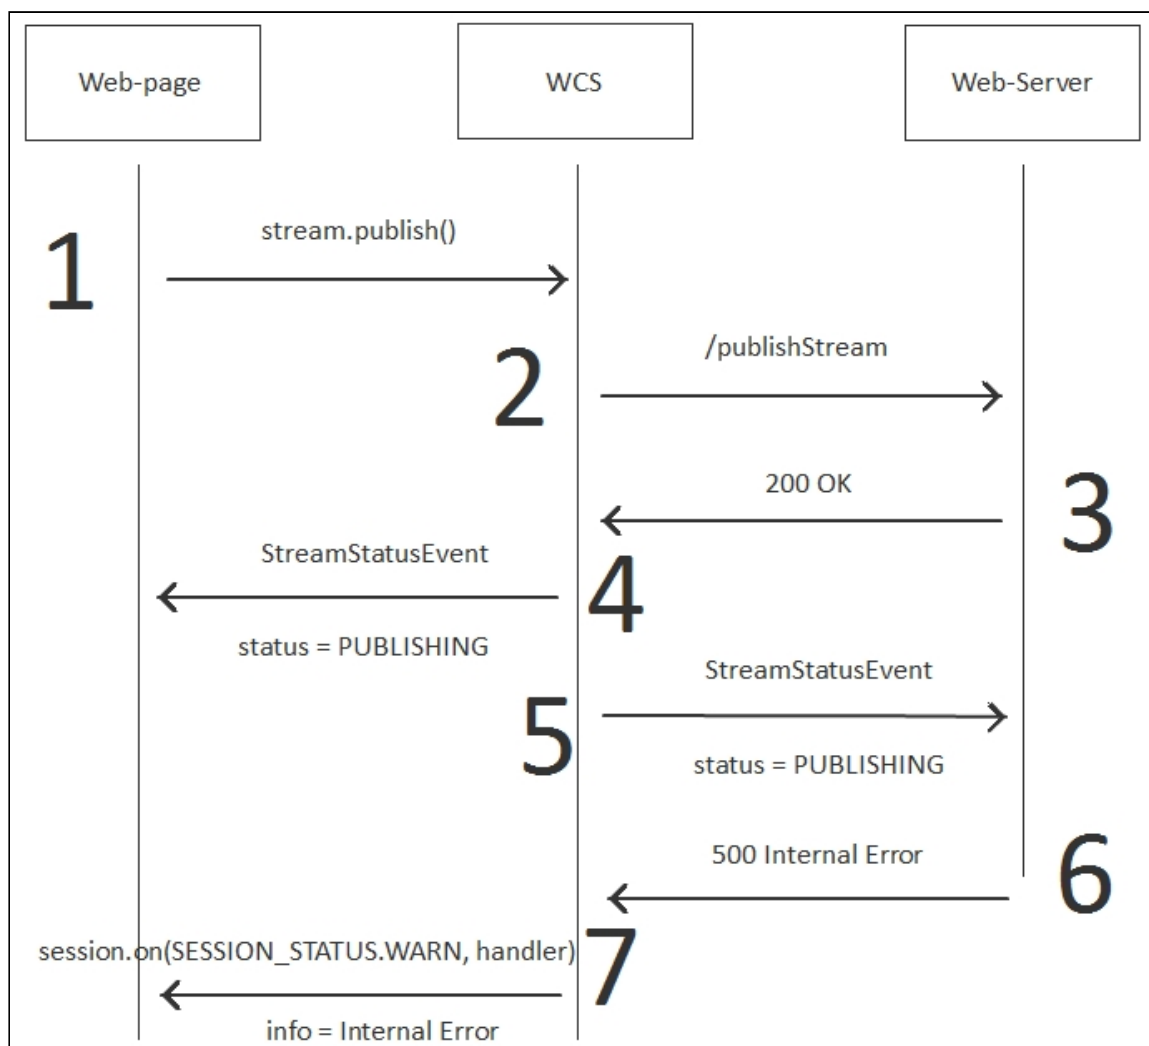 Web-page
WCS
Web-Server
stream.publish()
1
/publishStream
2
200 OK
3
StreamStatusEvent
4
status = PUBLISHING
StreamStatusEvent
5
status = PUBLISHING
500 Internal Error
6
session.on(SESSION_STATUS.WARN, handler)
7
info = Internal Error